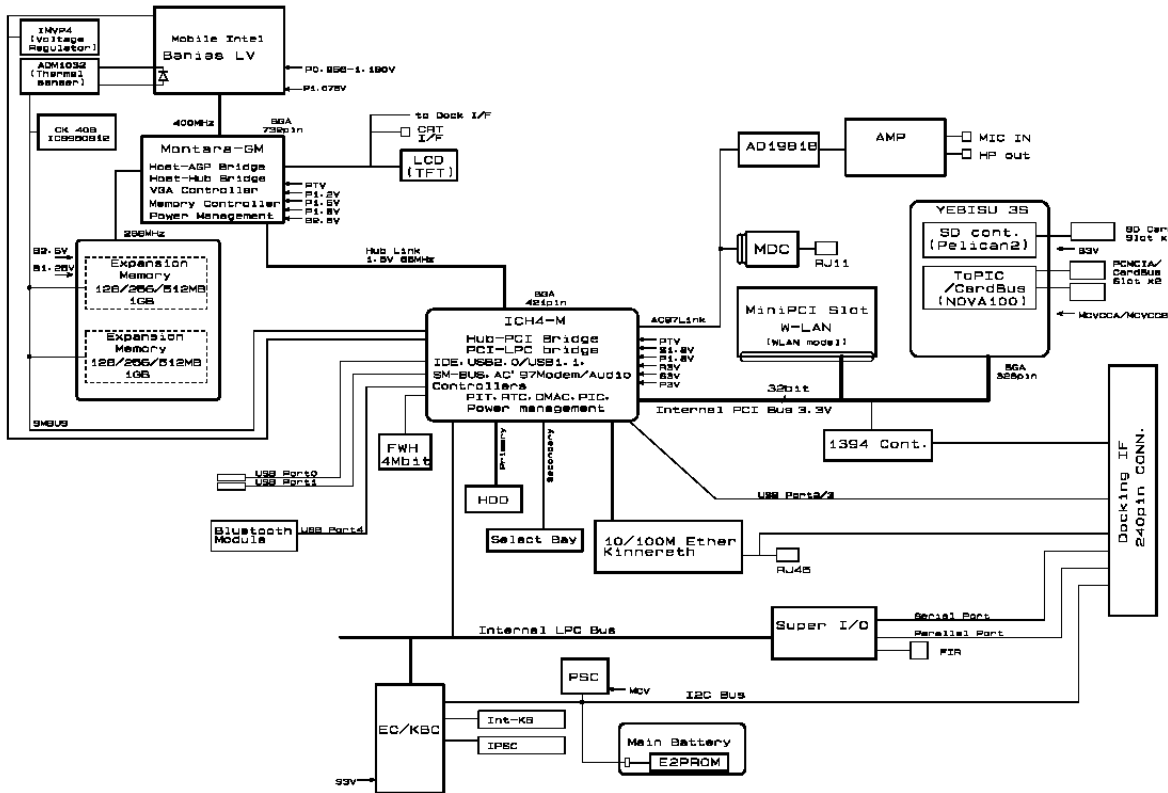 IMVP4
(Voltage
Regulator)
ADM1032
(Thermal
Sensor)
Mobile Intel
Banias LV
P1.075V
CK 408
400MHz
BGA
732pin
to Dock I/F
CRT
I/F
LCD
(TFT)
Montara-GM
Host-AGP Bridge
Host-Hub Bridge
VGA Controller
Memory Controller
Power Management
PTV
P1.2V
P1.5V
P1.8V
S2.5V
266MHz
S2.5V
S1.25V
Expansion
Memory
128/256/512MB
1GB
Expansion
Memory
128/256/512MB
1GB
SMBUS
Hub Link
1.8V 66MHz
BGA
421pin
ICH4-M
Hub-PCI Bridge
PCI-LPC bridge
IDE, USB2.0/USB1.1,
SM-BUS, AC'97Modem/Audio
Controllers
PIT, RTC, DMAC, PIC,
Power management
PTV
S1.5V
P1.8V
R3V
S3V
P3V
AC97Link
AD1981B
AMP
MIC IN
HP out
MDC
RJ11
MiniPCI Slot
W-LAN
(WLAN model)
YEBISU 3S
SD cont.
(Pelican2)
ToPIC
/CardBus
(NOVA100)
SD Car
Slot x
S3V
PCMCIA/
CardBus
Slot x2
MCVCCA/MCVCCB
BGA
328pin
32bit
Internal PCI Bus 3.3V
1394 Cont.
FWH
4Mbit
Primary
Secondary
HDD
Select Bay
USB Port0
USB Port1
Bluetooth
Module
USB Port4
USB Port2/3
10/100M Ether
Kinnereth
RJ45
Docking IF
240pin CONN.
Internal LPC Bus
Super I/O
Serial Port
Parallel Port
FIR
PSC
MCV
I2C Bus
EC/KBC
Int-KB
IPSC
Main Battery
E2PROM
S3V